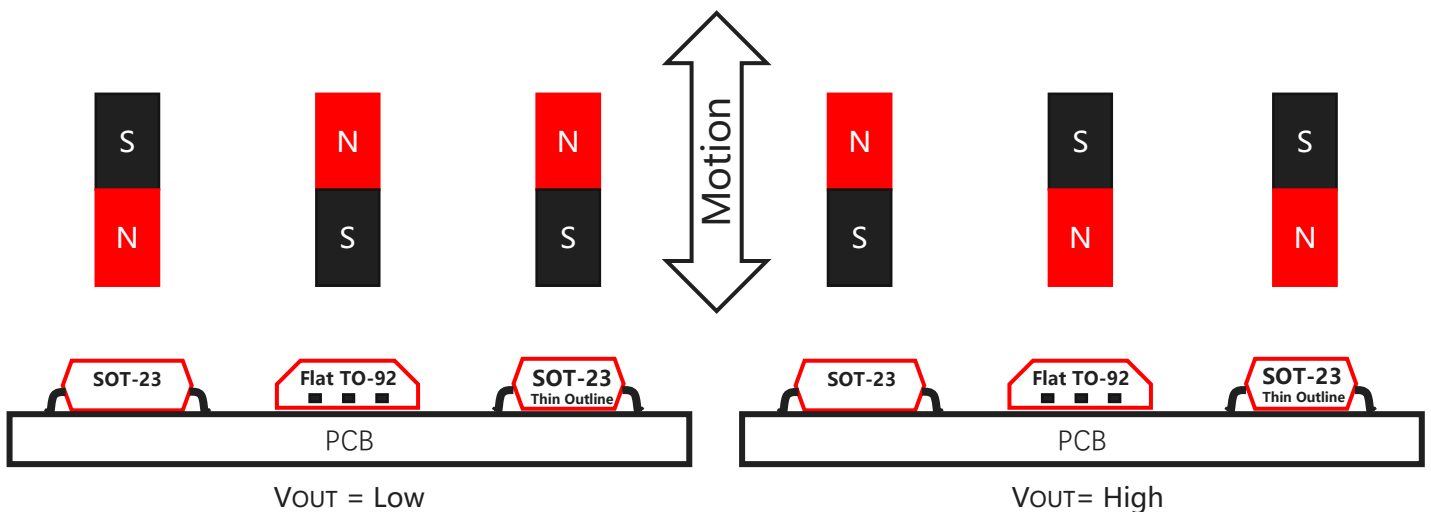 S N N N S S
N S S S N N
Motion
SOT-23 Flat TO-92 SOT-23 SOT-23 Flat TO-92 SOT-23
Thin Outline Thin Outline
PCB PCB
VOUT = Low VOUT= High